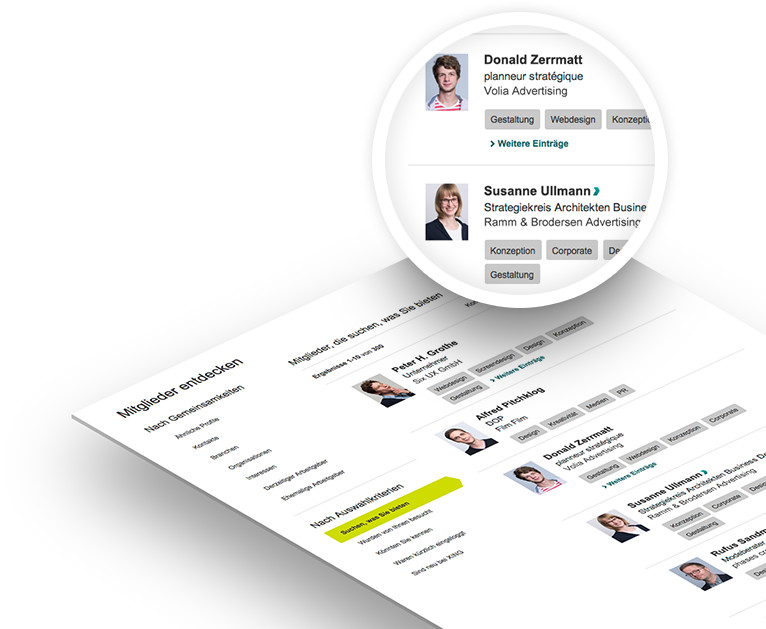 Donald Zerrmatt
planneur stratégique
Volia Advertising
Gestaltung Webdesign Konzepti
Weitere Einträge
Susanne Ullmann
Strategiekreis Architekten Busine
Ramm & Brodersen Advertising
Konzeption Corporate De
Gestaltung
Mitglieder entdecken
Nach Gemeinsamkeiten
Ähnliche Profile
Kontakte
Branchen
Organisationen
Interessen
Derzeitiger Arbeitgeber
Ehemalige Arbeitgeber
Nach Auswahlkriterien
Suchen, was Sie bieten
Wurden von Ihnen besucht
Könnten Sie kennen
Waren kürzlich eingeloggt
Sind neu bei XING
Mitglieder, die suchen, was Sie bieten
Ergebnisse 1-10 von 300
Peter H. Grothe
Unternehmer
Six UX GmbH
Webdesign Screendesign Design Konzeption
Gestaltung
Weitere Einträge
Alfred Pitchklog
DOP
Film Film
Design Kreativität Medien PR
Donald Zerrmatt
planneur stratégique
Volia Advertising
Gestaltung Webdesign Konzeption Corporate
Weitere Einträge
Susanne Ullmann
Strategiekreis Architekten Business D
Ramm & Brodersen Advertising
Konzeption Corporate Design
Gestaltung
Rufus Sandm
Modeberater
phases cr